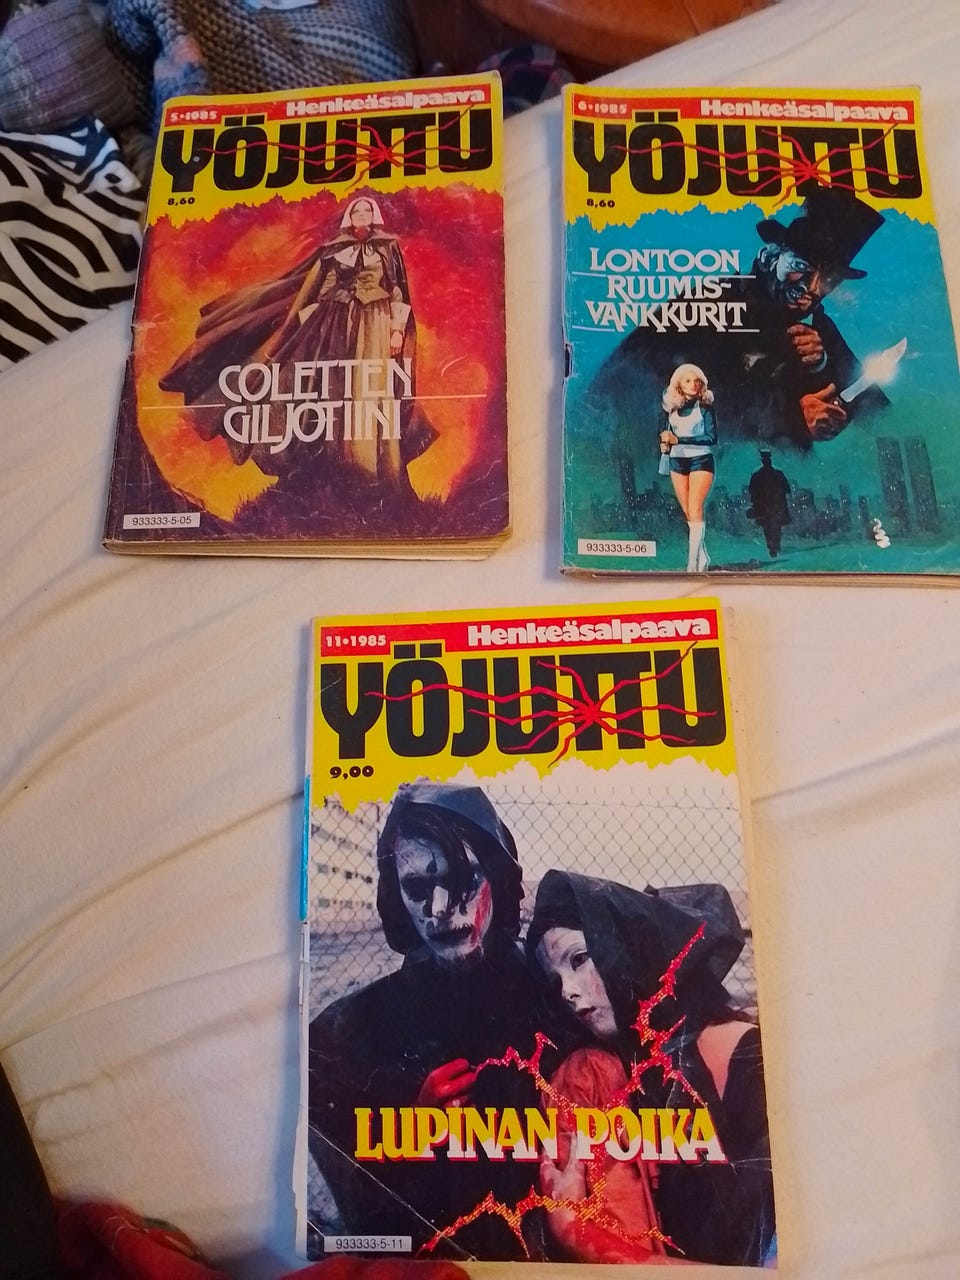 5•1985 Henkeäsalpaava
YÖJUTTU
8,60
COLETTEN
GILJOTIINI
933333-5-05
6•1985 Henkeäsalpaava
YÖJUTTU
8,60
LONTOON
RUUMIS-
VANKKURIT
933333-5-06
11•1985 Henkeäsalpaava
YÖJUTTU
9,00
LUPINAN POIKA
933333-5-11